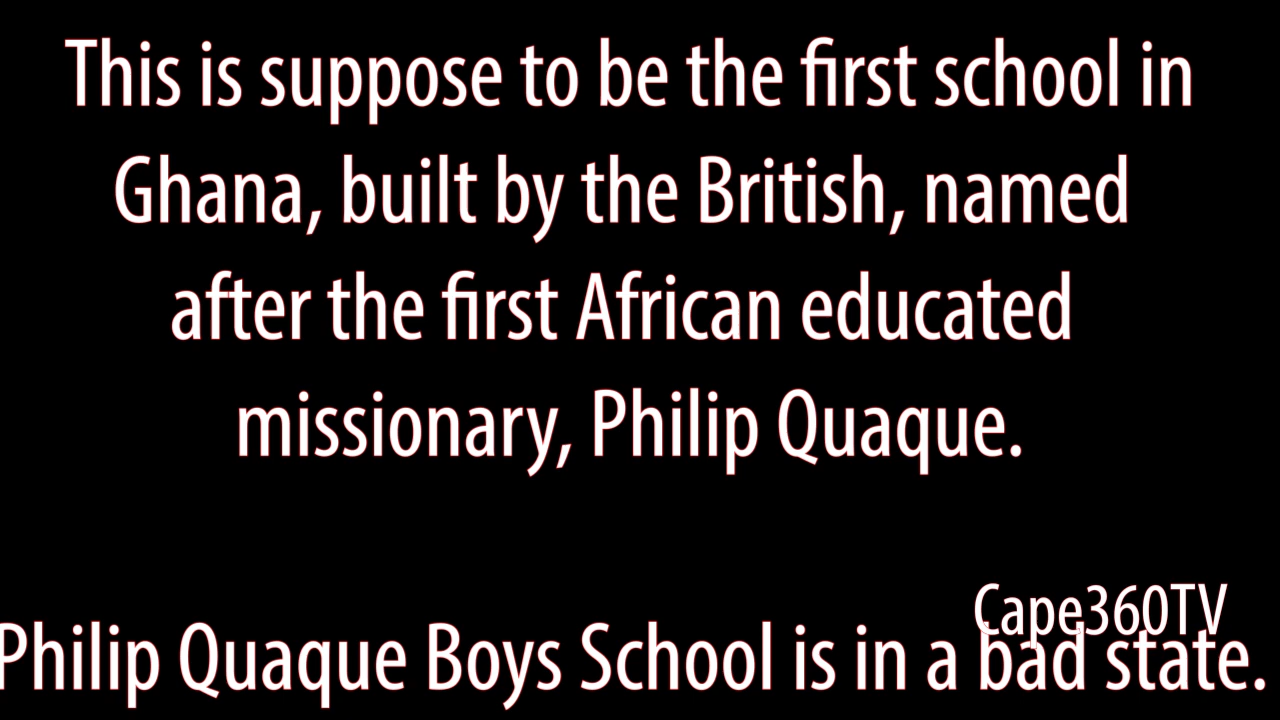 This is suppose to be the first school in
Ghana, built by the British, named
after the first African educated
missionary, Philip Quaque.
Cape360TV
Philip Quaque Boys School is in a bad state.